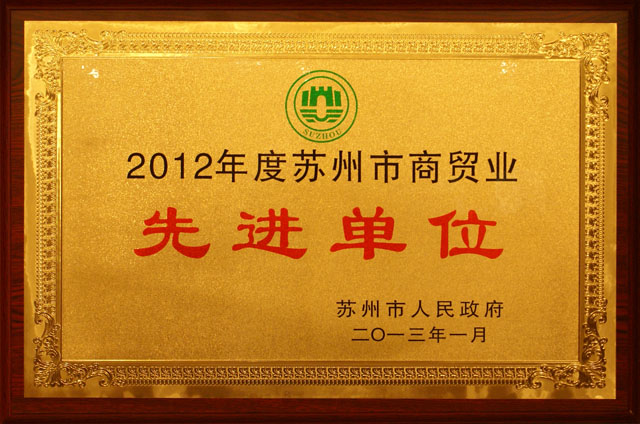 SUZHOU
2012年度苏州市商贸业
先进单位
苏州市人民政府
二〇一三年一月